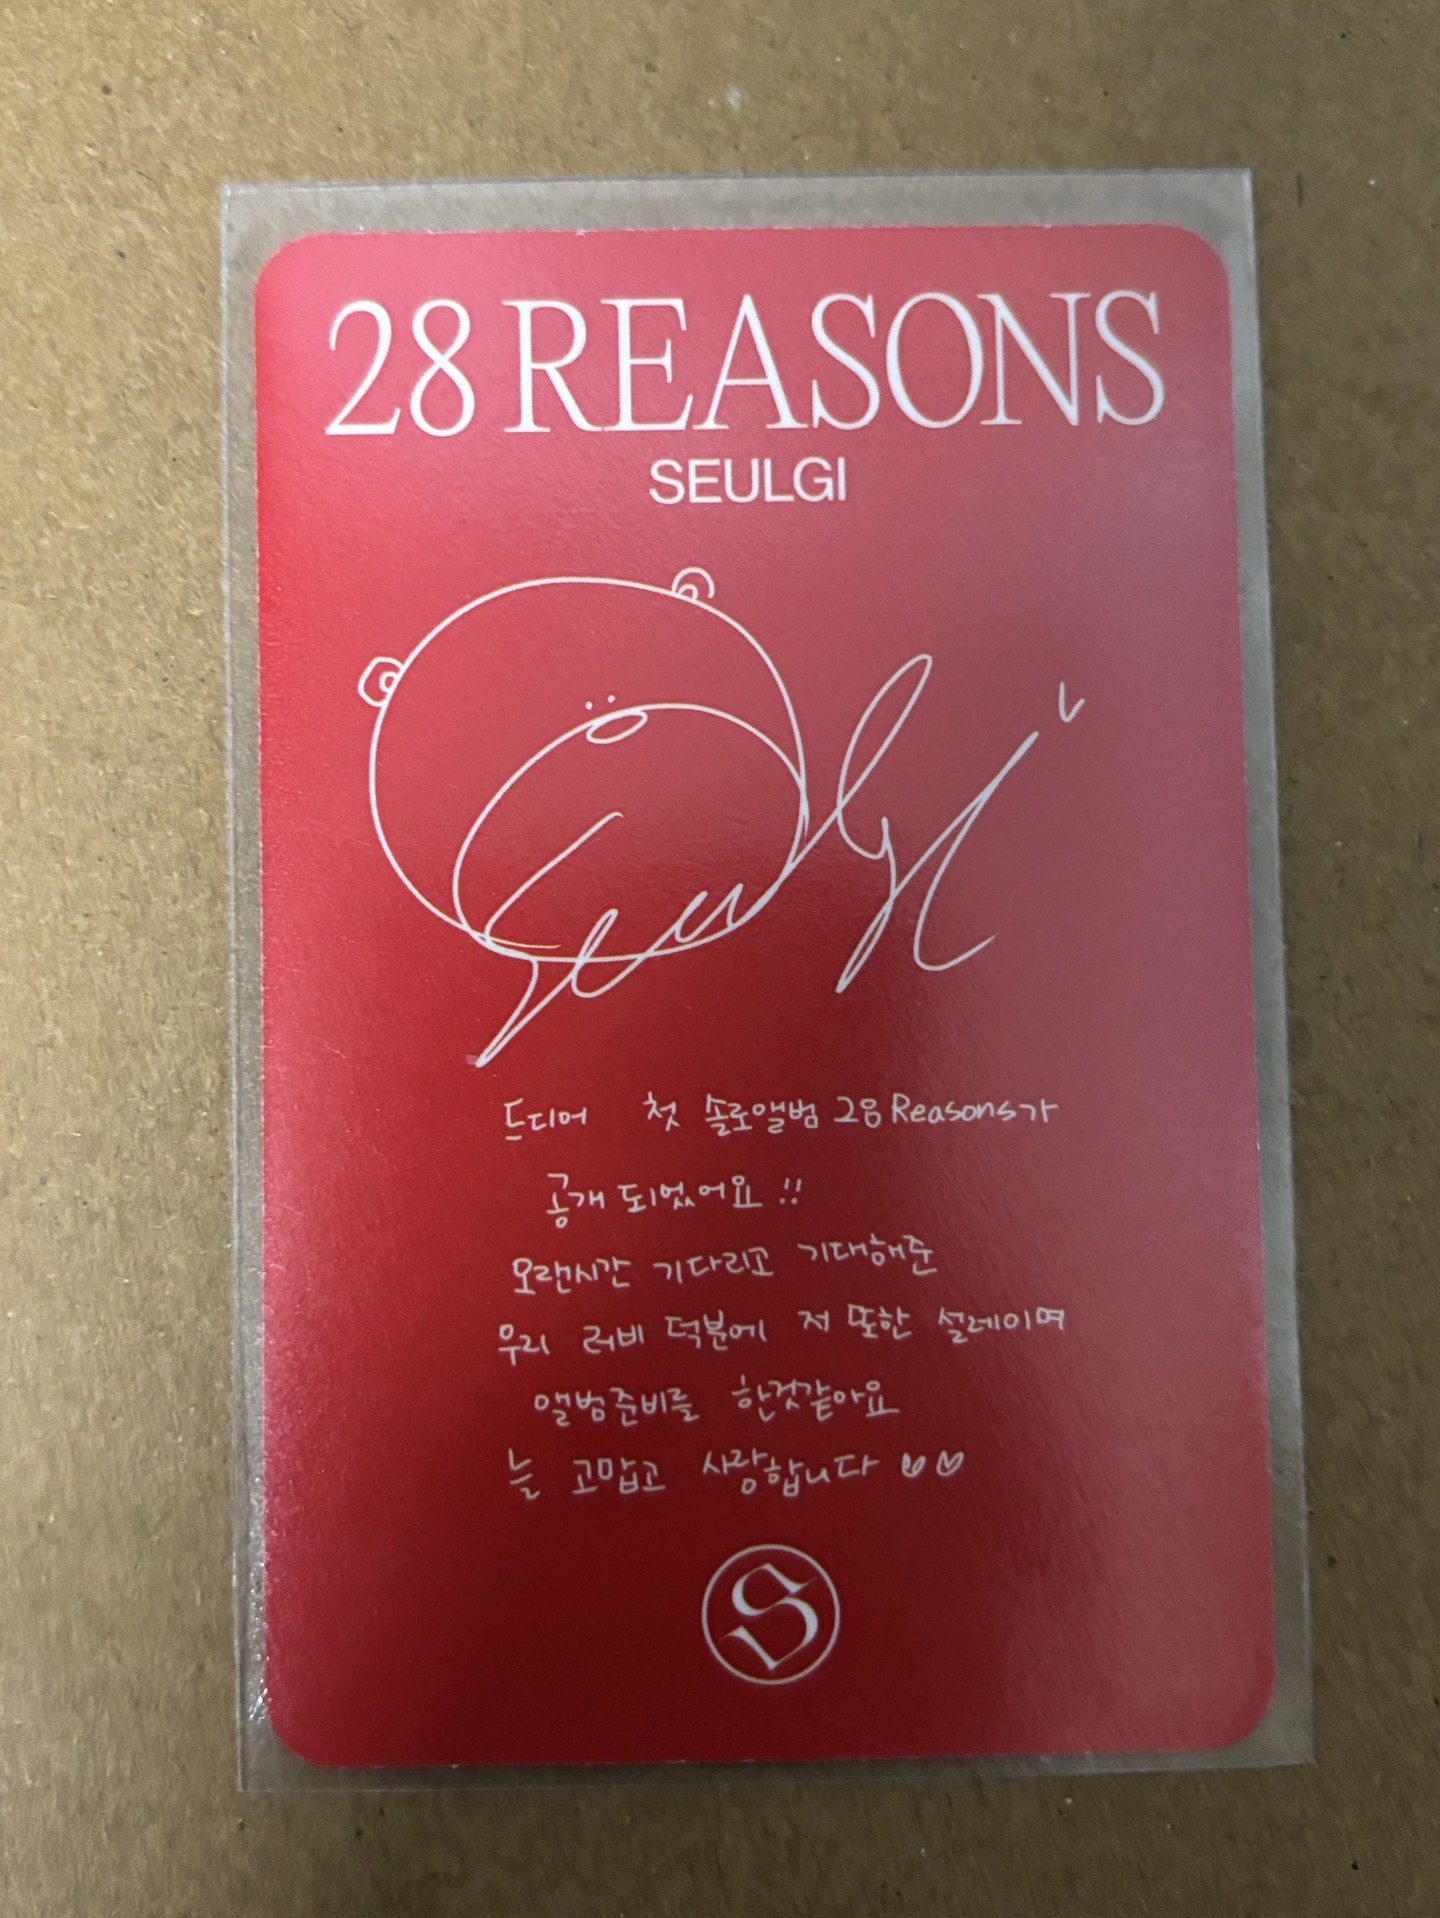 28 REASONS
SEULGI
Seulgi
드디어 첫 솔로앨범 28 Reasons가
공개 되었어요 !!
오랜시간 기다리고 기대해준
우리 러비 덕분에 저 또한 설레이며
앨범준비를 한것같아요
늘 고맙고 사랑합니다 ♡♡
S